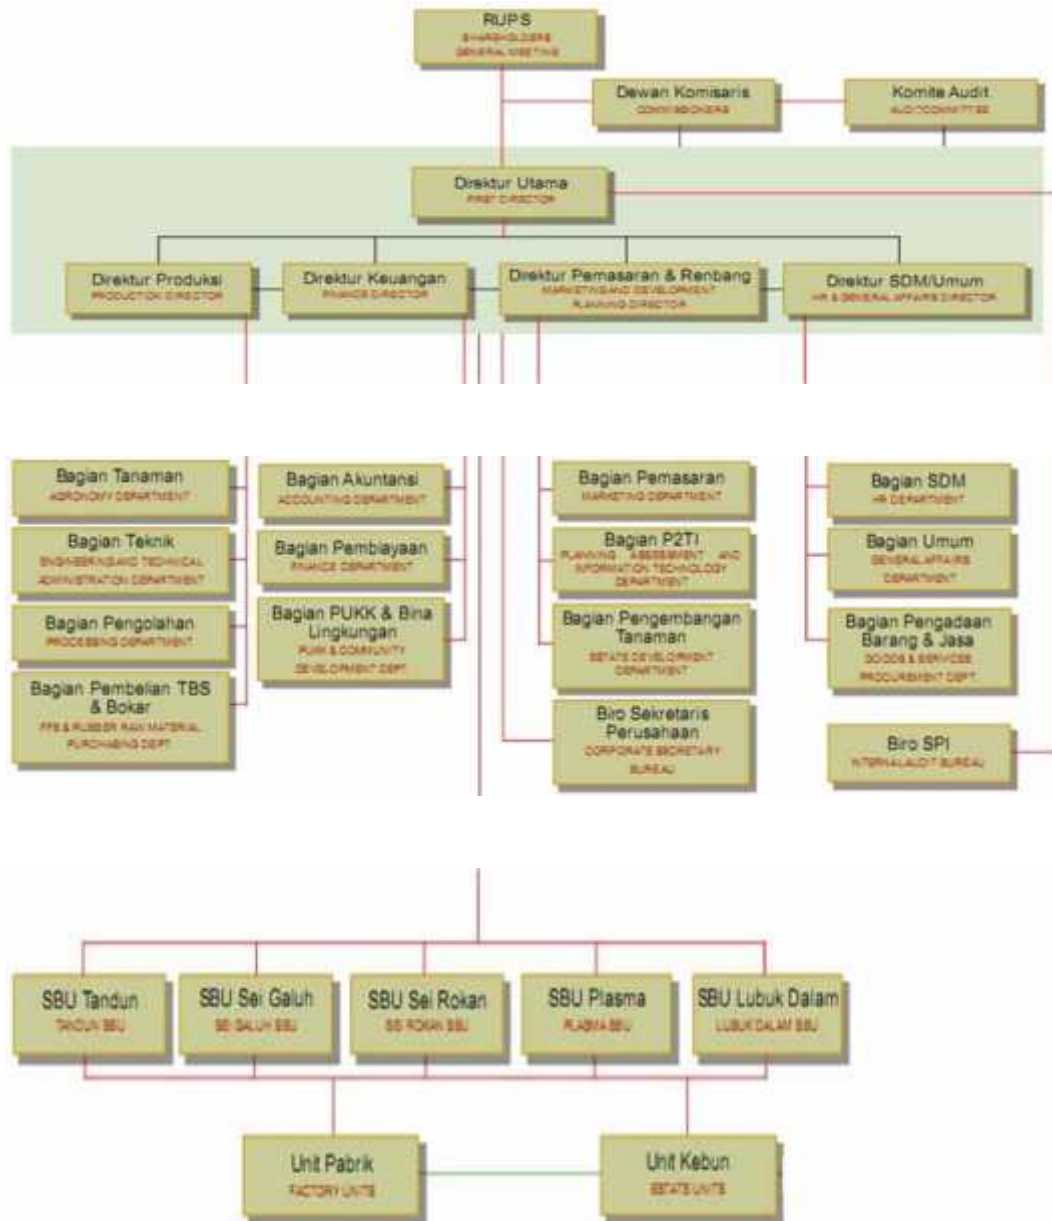 RUPS
SHAREHOLDERS
GENERAL MEETING
Dewan Komisaris
COMMISSIONERS
Komite Audit
AUDIT COMMITTEE
Direktur Utama
FIRST DIRECTOR
Direktur Produksi
PRODUCTION DIRECTOR
Direktur Keuangan
FINANCE DIRECTOR
Direktur Pemasaran & Renbang
MARKETING AND DEVELOPMENT
PLANNING DIRECTOR
Direktur SDM/Umum
HR & GENERAL AFFAIRS DIRECTOR
Bagian Tanaman
AGRONOMY DEPARTMENT
Bagian Akuntansi
ACCOUNTING DEPARTMENT
Bagian Pemasaran
MARKETING DEPARTMENT
Bagian SDM
HR DEPARTMENT
Bagian Teknik
ENGINEERING AND TECHNICAL
ADMINISTRATION DEPARTMENT
Bagian Pembiayaan
FINANCE DEPARTMENT
Bagian P2TI
PLANNING ASSESSMENT AND
INFORMATION TECHNOLOGY
DEPARTMENT
Bagian Umum
GENERAL AFFAIRS
DEPARTMENT
Bagian Pengolahan
PROCESSING DEPARTMENT
Bagian PUKK & Bina
Lingkungan
PUKK & COMMUNITY
DEVELOPMENT DEPT.
Bagian Pengembangan
Tanaman
ESTATE DEVELOPMENT
DEPARTMENT
Bagian Pengadaan
Barang & Jasa
GOODS & SERVICES
PROCUREMENT DEPT.
Bagian Pembelian TBS
& Bokar
FFB & RUBBER RAW MATERIAL
PURCHASING DEPT.
Biro Sekretaris
Perusahaan
CORPORATE SECRETARY
BUREAU
Biro SPI
INTERNAL AUDIT BUREAU
SBU Tandun
TANDUN SBU
SBU Sei Galuh
SEI GALUH SBU
SBU Sei Rokan
SEI ROKAN SBU
SBU Plasma
PLASMA SBU
SBU Lubuk Dalam
LUBUK DALAM SBU
Unit Pabrik
FACTORY UNITS
Unit Kebun
ESTATE UNITS